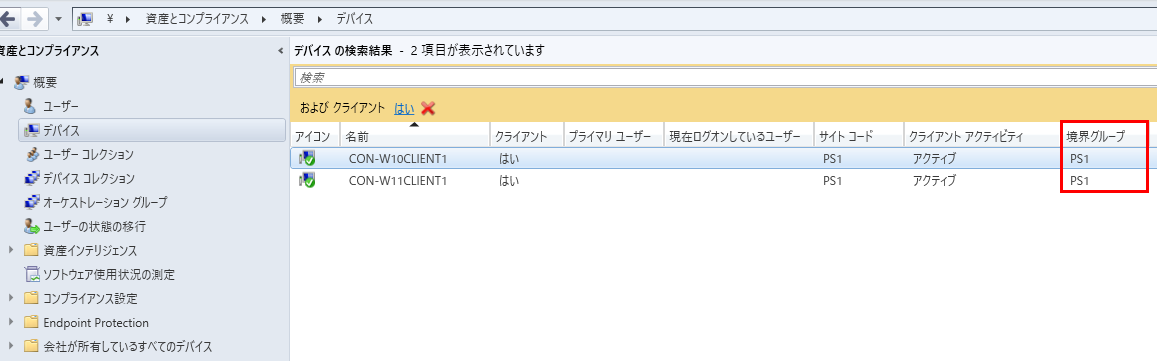 ¥ ▸ 資産とコンプライアンス ▸ 概要 ▸ デバイス
資産とコンプライアンス
概要
ユーザー
デバイス
ユーザー コレクション
デバイス コレクション
オーケストレーション グループ
ユーザーの状態の移行
資産インテリジェンス
ソフトウェア使用状況の測定
コンプライアンス設定
Endpoint Protection
会社が所有しているすべてのデバイス
デバイス の検索結果 - 2 項目が表示されています
検索
および クライアント はい
アイコン 名前 クライアント プライマリ ユーザー 現在ログオンしているユーザー サイト コード クライアント アクティビティ 境界グループ
CON-W10CLIENT1 はい PS1 アクティブ PS1
CON-W11CLIENT1 はい PS1 アクティブ PS1